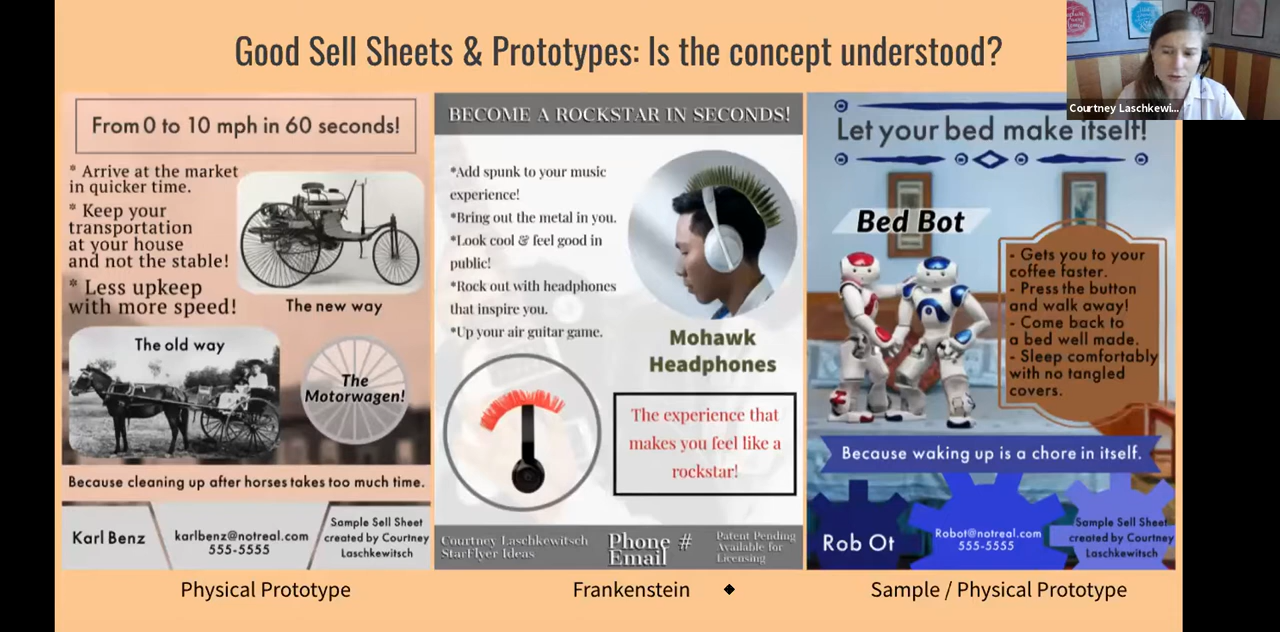 Good Sell Sheets & Prototypes: Is the concept understood?
Courtney Laschkewi...
From 0 to 10 mph in 60 seconds!
* Arrive at the market
in quicker time.
* Keep your
transportation
at your house
and not the stable!
* Less upkeep
with more speed!
The new way
The old way
The
Motorwagen!
Because cleaning up after horses takes too much time.
Karl Benz
karlbenz@notreal.com
555-5555
Sample Sell Sheet
created by Courtney
Laschkewitsch
Physical Prototype
BECOME A ROCKSTAR IN SECONDS!
*Add spunk to your music
experience!
*Bring out the metal in you.
*Look cool & feel good in
public!
*Rock out with headphones
that inspire you.
*Up your air guitar game.
Mohawk
Headphones
The experience that
makes you feel like a
rockstar!
Courtney Laschkewitsch
StarFlyer Ideas
Phone #
Email
Patent Pending
Available for
Licensing
Frankenstein
Let your bed make itself!
Bed Bot
- Gets you to your
coffee faster.
- Press the button
and walk away!
- Come back to
a bed well made.
- Sleep comfortably
with no tangled
covers.
Because waking up is a chore in itself.
Rob Ot
Robot@notreal.com
555-5555
Sample Sell Sheet
created by Courtney
Laschkewitsch
Sample / Physical Prototype